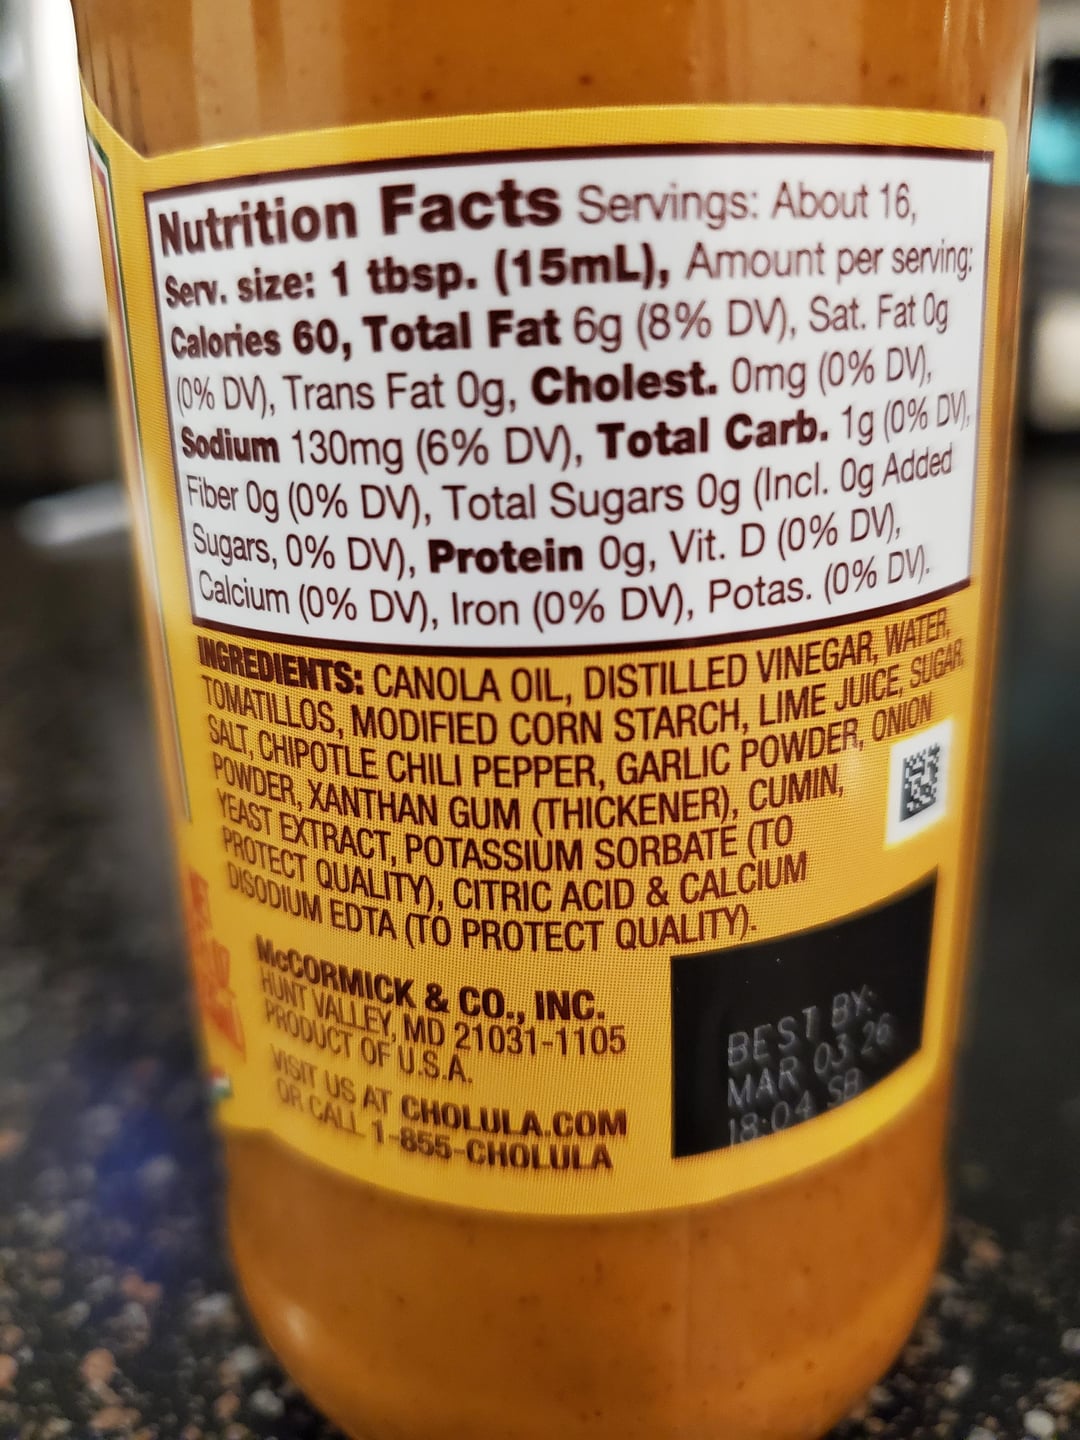 Nutrition Facts Servings: About 16,
Serv. size: 1 tbsp. (15mL), Amount per serving:
Calories 60, Total Fat 6g (8% DV), Sat. Fat 0g
(0% DV), Trans Fat 0g, Cholest. 0mg (0% DV),
Sodium 130mg (6% DV), Total Carb. 1g (0% DV),
Fiber 0g (0% DV), Total Sugars 0g (Incl. 0g Added
Sugars, 0% DV), Protein 0g, Vit. D (0% DV),
Calcium (0% DV), Iron (0% DV), Potas. (0% DV).
INGREDIENTS: CANOLA OIL, DISTILLED VINEGAR, WATER,
TOMATILLOS, MODIFIED CORN STARCH, LIME JUICE, SUGAR,
SALT, CHIPOTLE CHILI PEPPER, GARLIC POWDER, ONION
POWDER, XANTHAN GUM (THICKENER), CUMIN,
YEAST EXTRACT, POTASSIUM SORBATE (TO
PROTECT QUALITY), CITRIC ACID & CALCIUM
DISODIUM EDTA (TO PROTECT QUALITY).
McCORMICK & CO., INC.
HUNT VALLEY, MD 21031-1105
PRODUCT OF U.S.A.
VISIT US AT CHOLULA.COM
OR CALL 1-855-CHOLULA
BEST BY:
MAR 03 26
18:04 SB